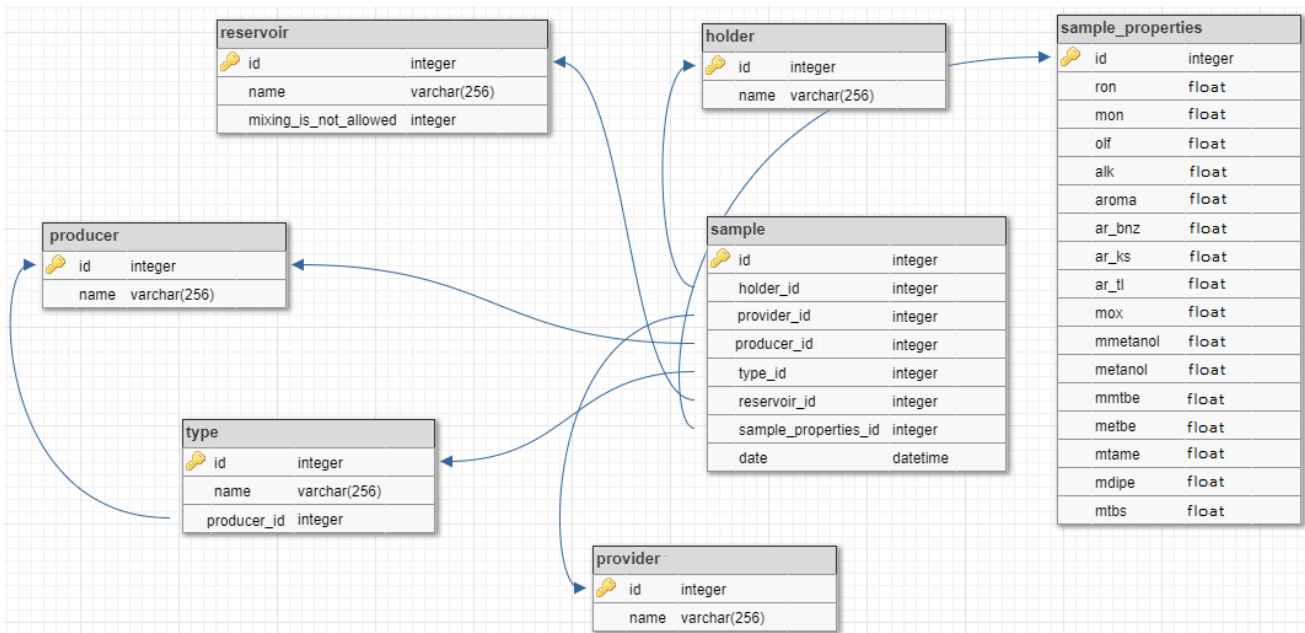 reservoir
id integer
name varchar(256)
mixing_is_not_allowed integer
holder
id integer
name varchar(256)
sample_properties
id integer
ron float
mon float
olf float
alk float
aroma float
ar_bnz float
ar_ks float
ar_tl float
mox float
mmetanol float
metanol float
mmtbe float
metbe float
mtame float
mdipe float
mtbs float
producer
id integer
name varchar(256)
sample
id integer
holder_id integer
provider_id integer
producer_id integer
type_id integer
reservoir_id integer
sample_properties_id integer
date datetime
type
id integer
name varchar(256)
producer_id integer
provider
id integer
name varchar(256)